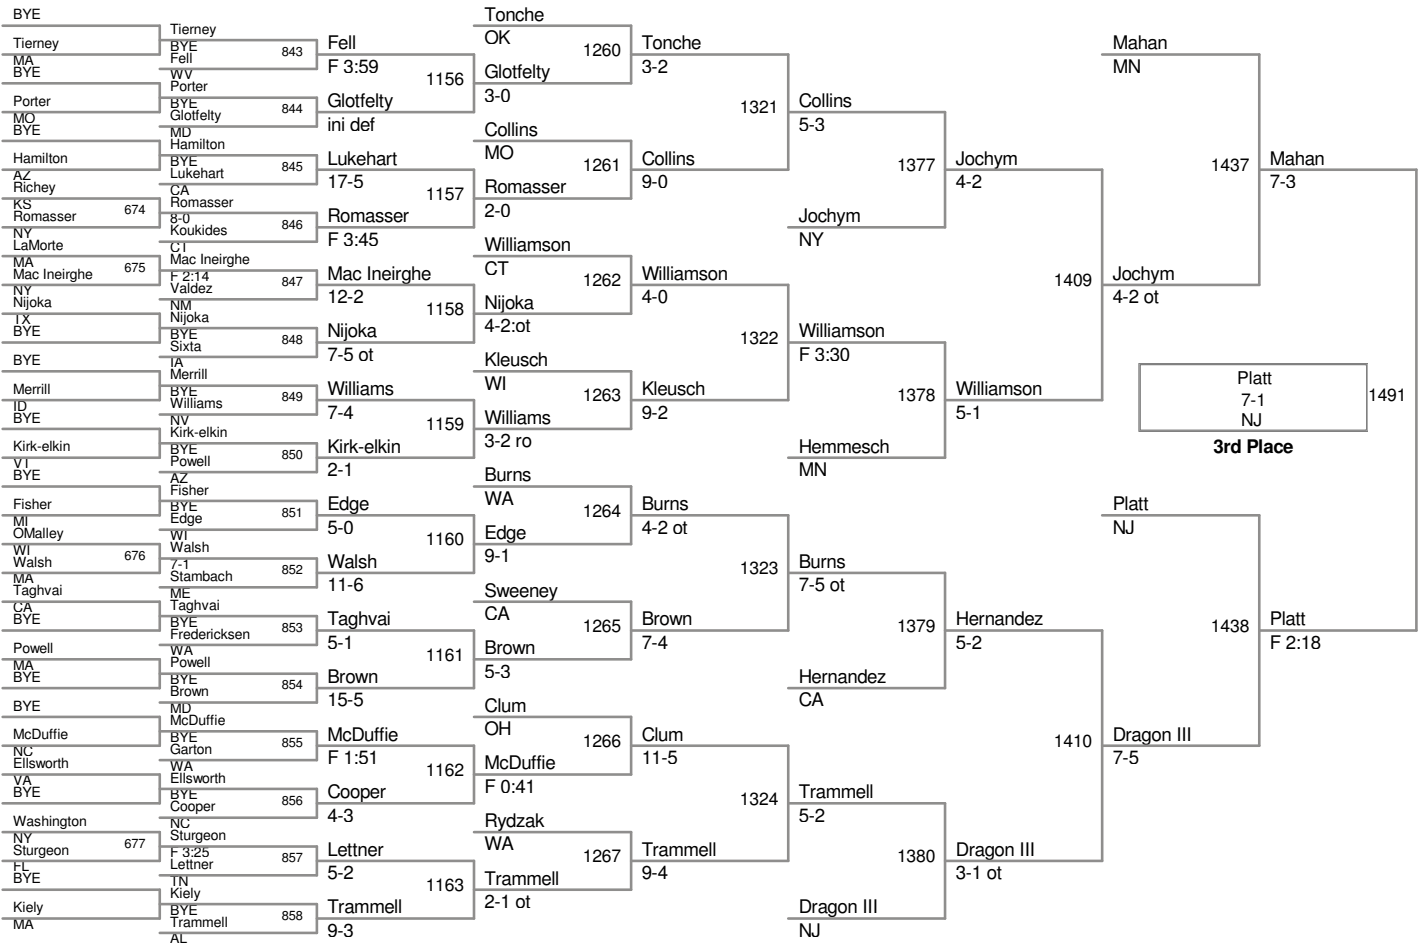 BYE
Tierney
MA
BYE
Porter
MO
BYE
Hamilton
AZ
Richey
KS
674
Romasser
NY
LaMorte
MA
675
Mac Ineirghe
NY
Nijoka
TX
BYE
BYE
Merrill
ID
BYE
Kirk-elkin
VT
BYE
Fisher
MI
OMalley
WI
676
Walsh
MA
Taghvai
CA
BYE
Powell
MA
BYE
BYE
McDuffie
NC
Ellsworth
VA
BYE
Washington
NY
677
Sturgeon
FL
BYE
Kiely
MA
Tierney
BYE
843
Fell
WV
Porter
BYE
844
Glotfelty
MD
Hamilton
BYE
845
Lukehart
CA
Romasser
8-0
846
Koukides
CT
Mac Ineirghe
F 2:14
847
Valdez
NM
Nijoka
BYE
848
Sixta
IA
Merrill
BYE
849
Williams
NV
Kirk-elkin
BYE
850
Powell
AZ
Fisher
BYE
851
Edge
WI
Walsh
7-1
852
Stambach
ME
Taghvai
BYE
853
Fredericksen
WA
Powell
BYE
854
Brown
MD
McDuffie
BYE
855
Garton
WA
Ellsworth
BYE
856
Cooper
NC
Sturgeon
F 3:25
857
Lettner
TN
Kiely
BYE
858
Trammell
AL
Fell
F 3:59
1156
Glotfelty
ini def
Lukehart
17-5
1157
Romasser
F 3:45
Mac Ineirghe
12-2
1158
Nijoka
7-5 ot
Williams
7-4
1159
Kirk-elkin
2-1
Edge
5-0
1160
Walsh
11-6
Taghvai
5-1
1161
Brown
15-5
McDuffie
F 1:51
1162
Cooper
4-3
Lettner
5-2
1163
Trammell
9-3
Tonche
OK
1260
Glotfelty
3-0
Collins
MO
1261
Romasser
2-0
Williamson
CT
1262
Nijoka
4-2:ot
Kleusch
WI
1263
Williams
3-2 ro
Burns
WA
1264
Edge
9-1
Sweeney
CA
1265
Brown
5-3
Clum
OH
1266
McDuffie
F 0:41
Rydzak
WA
1267
Trammell
2-1 ot
Tonche
3-2
1321
Collins
9-0
Williamson
4-0
1322
Kleusch
9-2
Burns
4-2 ot
1323
Brown
7-4
Clum
11-5
1324
Trammell
9-4
Collins
5-3
1377
Jochym
NY
Williamson
F 3:30
1378
Hemmesch
MN
Burns
7-5 ot
1379
Hernandez
CA
Trammell
5-2
1380
Dragon III
NJ
Jochym
4-2
1409
Williamson
5-1
Hernandez
5-2
1410
Dragon III
3-1 ot
Mahan
MN
1437
Jochym
4-2 ot
Platt
NJ
1438
Dragon III
7-5
Mahan
7-3
Platt
7-1
NJ
1491
3rd Place
Platt
F 2:18